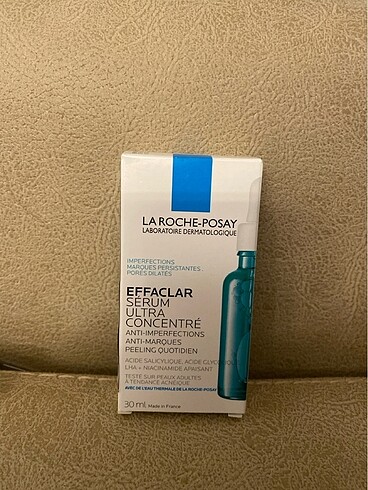 LA ROCHE-POSAY
LABORATOIRE DERMATOLOGIQUE
IMPERFECTIONS
MARQUES PERSISTANTES
PORES DILATÉS
EFFACLAR
SÉRUM
ULTRA
CONCENTRÉ
ANTI-IMPERFECTIONS
ANTI-MARQUES
PEELING QUOTIDIEN
ACIDE SALICYLIQUE, ACIDE GLYCOLIQUE
LHA + NIACINAMIDE APAISANT
TESTÉ SUR PEAUX ADULTES
À TENDANCE ACNÉIQUE
AVEC DE L'EAU THERMALE DE LA ROCHE-POSAY
30 ml Made in France